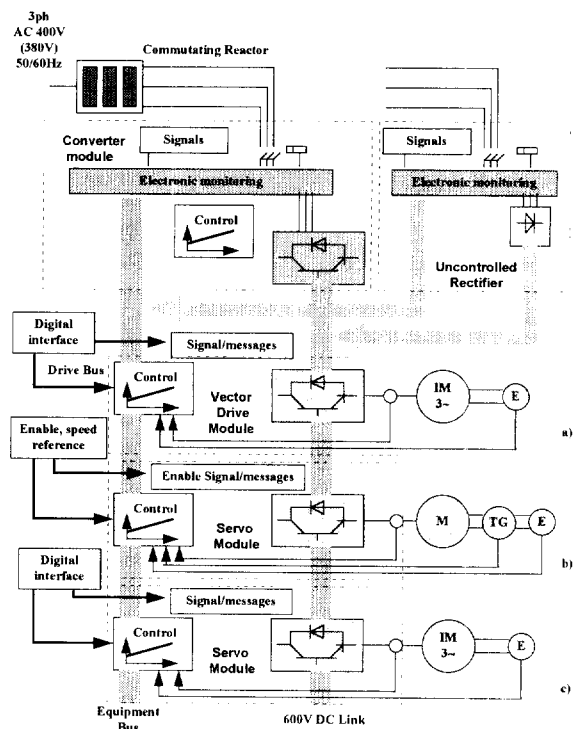 3ph
AC 400V
(380V)
50/60Hz
Commutating Reactor
Converter
module
Signals
Signals
Electronic monitoring
Electronic monitoring
Control
Uncontrolled
Rectifier
Digital
interface
Signal/messages
Drive Bus
Control
Vector
Drive
Module
IM
3~
E
a)
Enable, speed
reference
Enable Signal/messages
Control
Servo
Module
M
TG
E
b)
Digital
interface
Signal/messages
Control
Servo
Module
IM
3~
E
c)
Equipment
Bus
600V DC Link